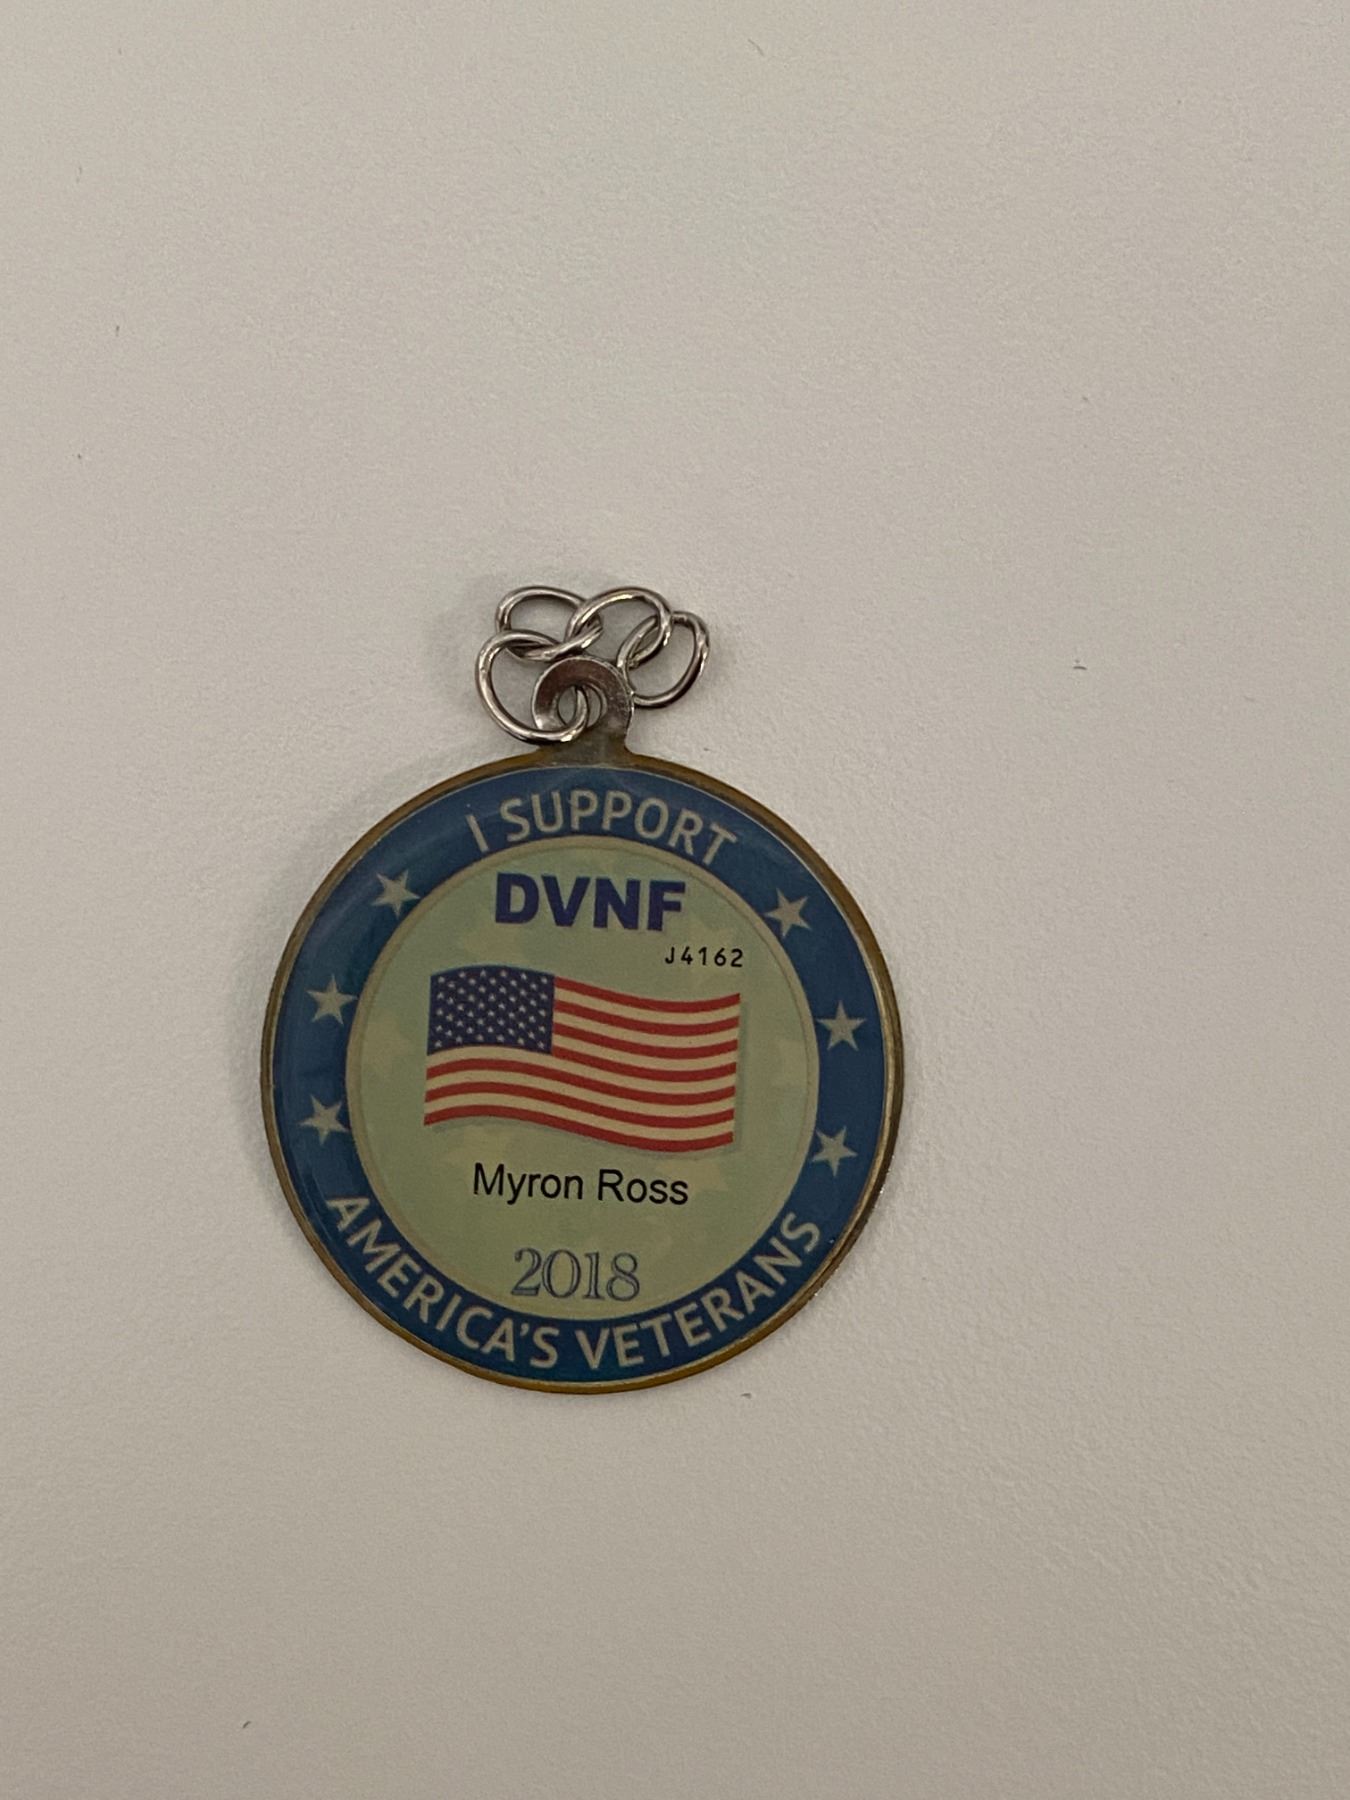 I SUPPORT
DVNF
J4162
Myron Ross
2018
AMERICA'S VETERANS